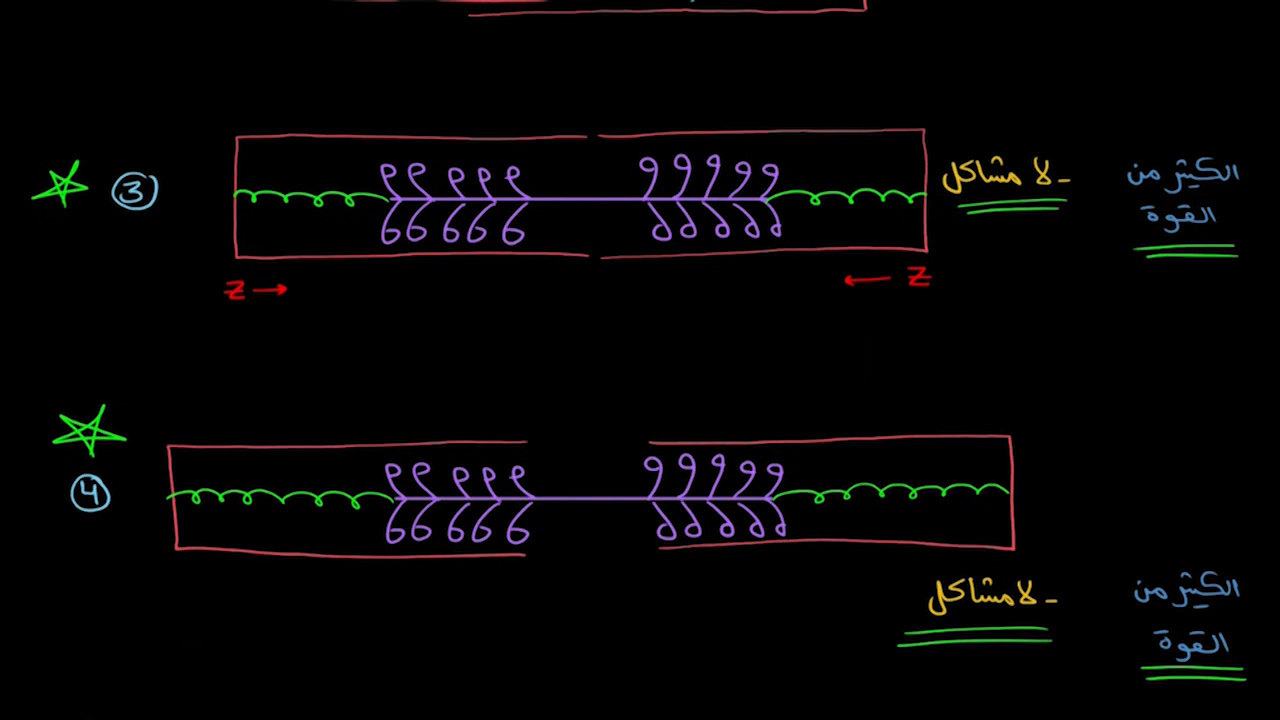 3
- لا مشاكل
الكثير من
القوة
Z → ← Z
4
الكثير من
القوة
- لا مشاكل